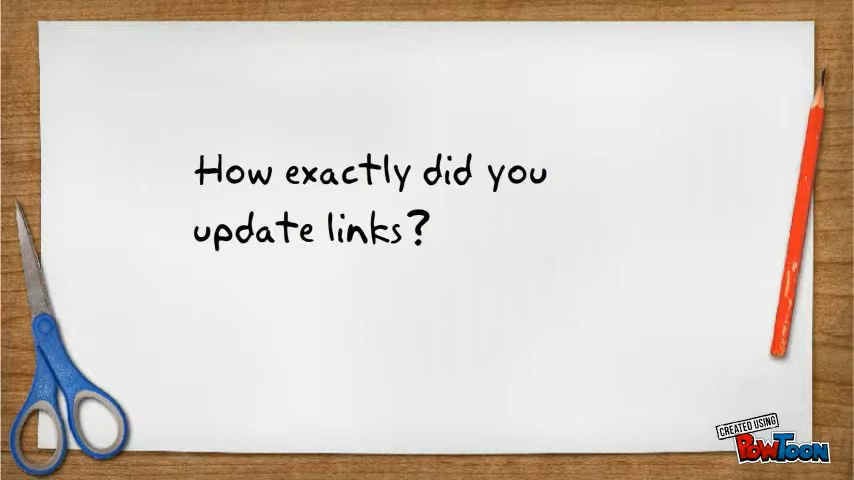 How exactly did you
update links?
CREATED USING
POWTOON